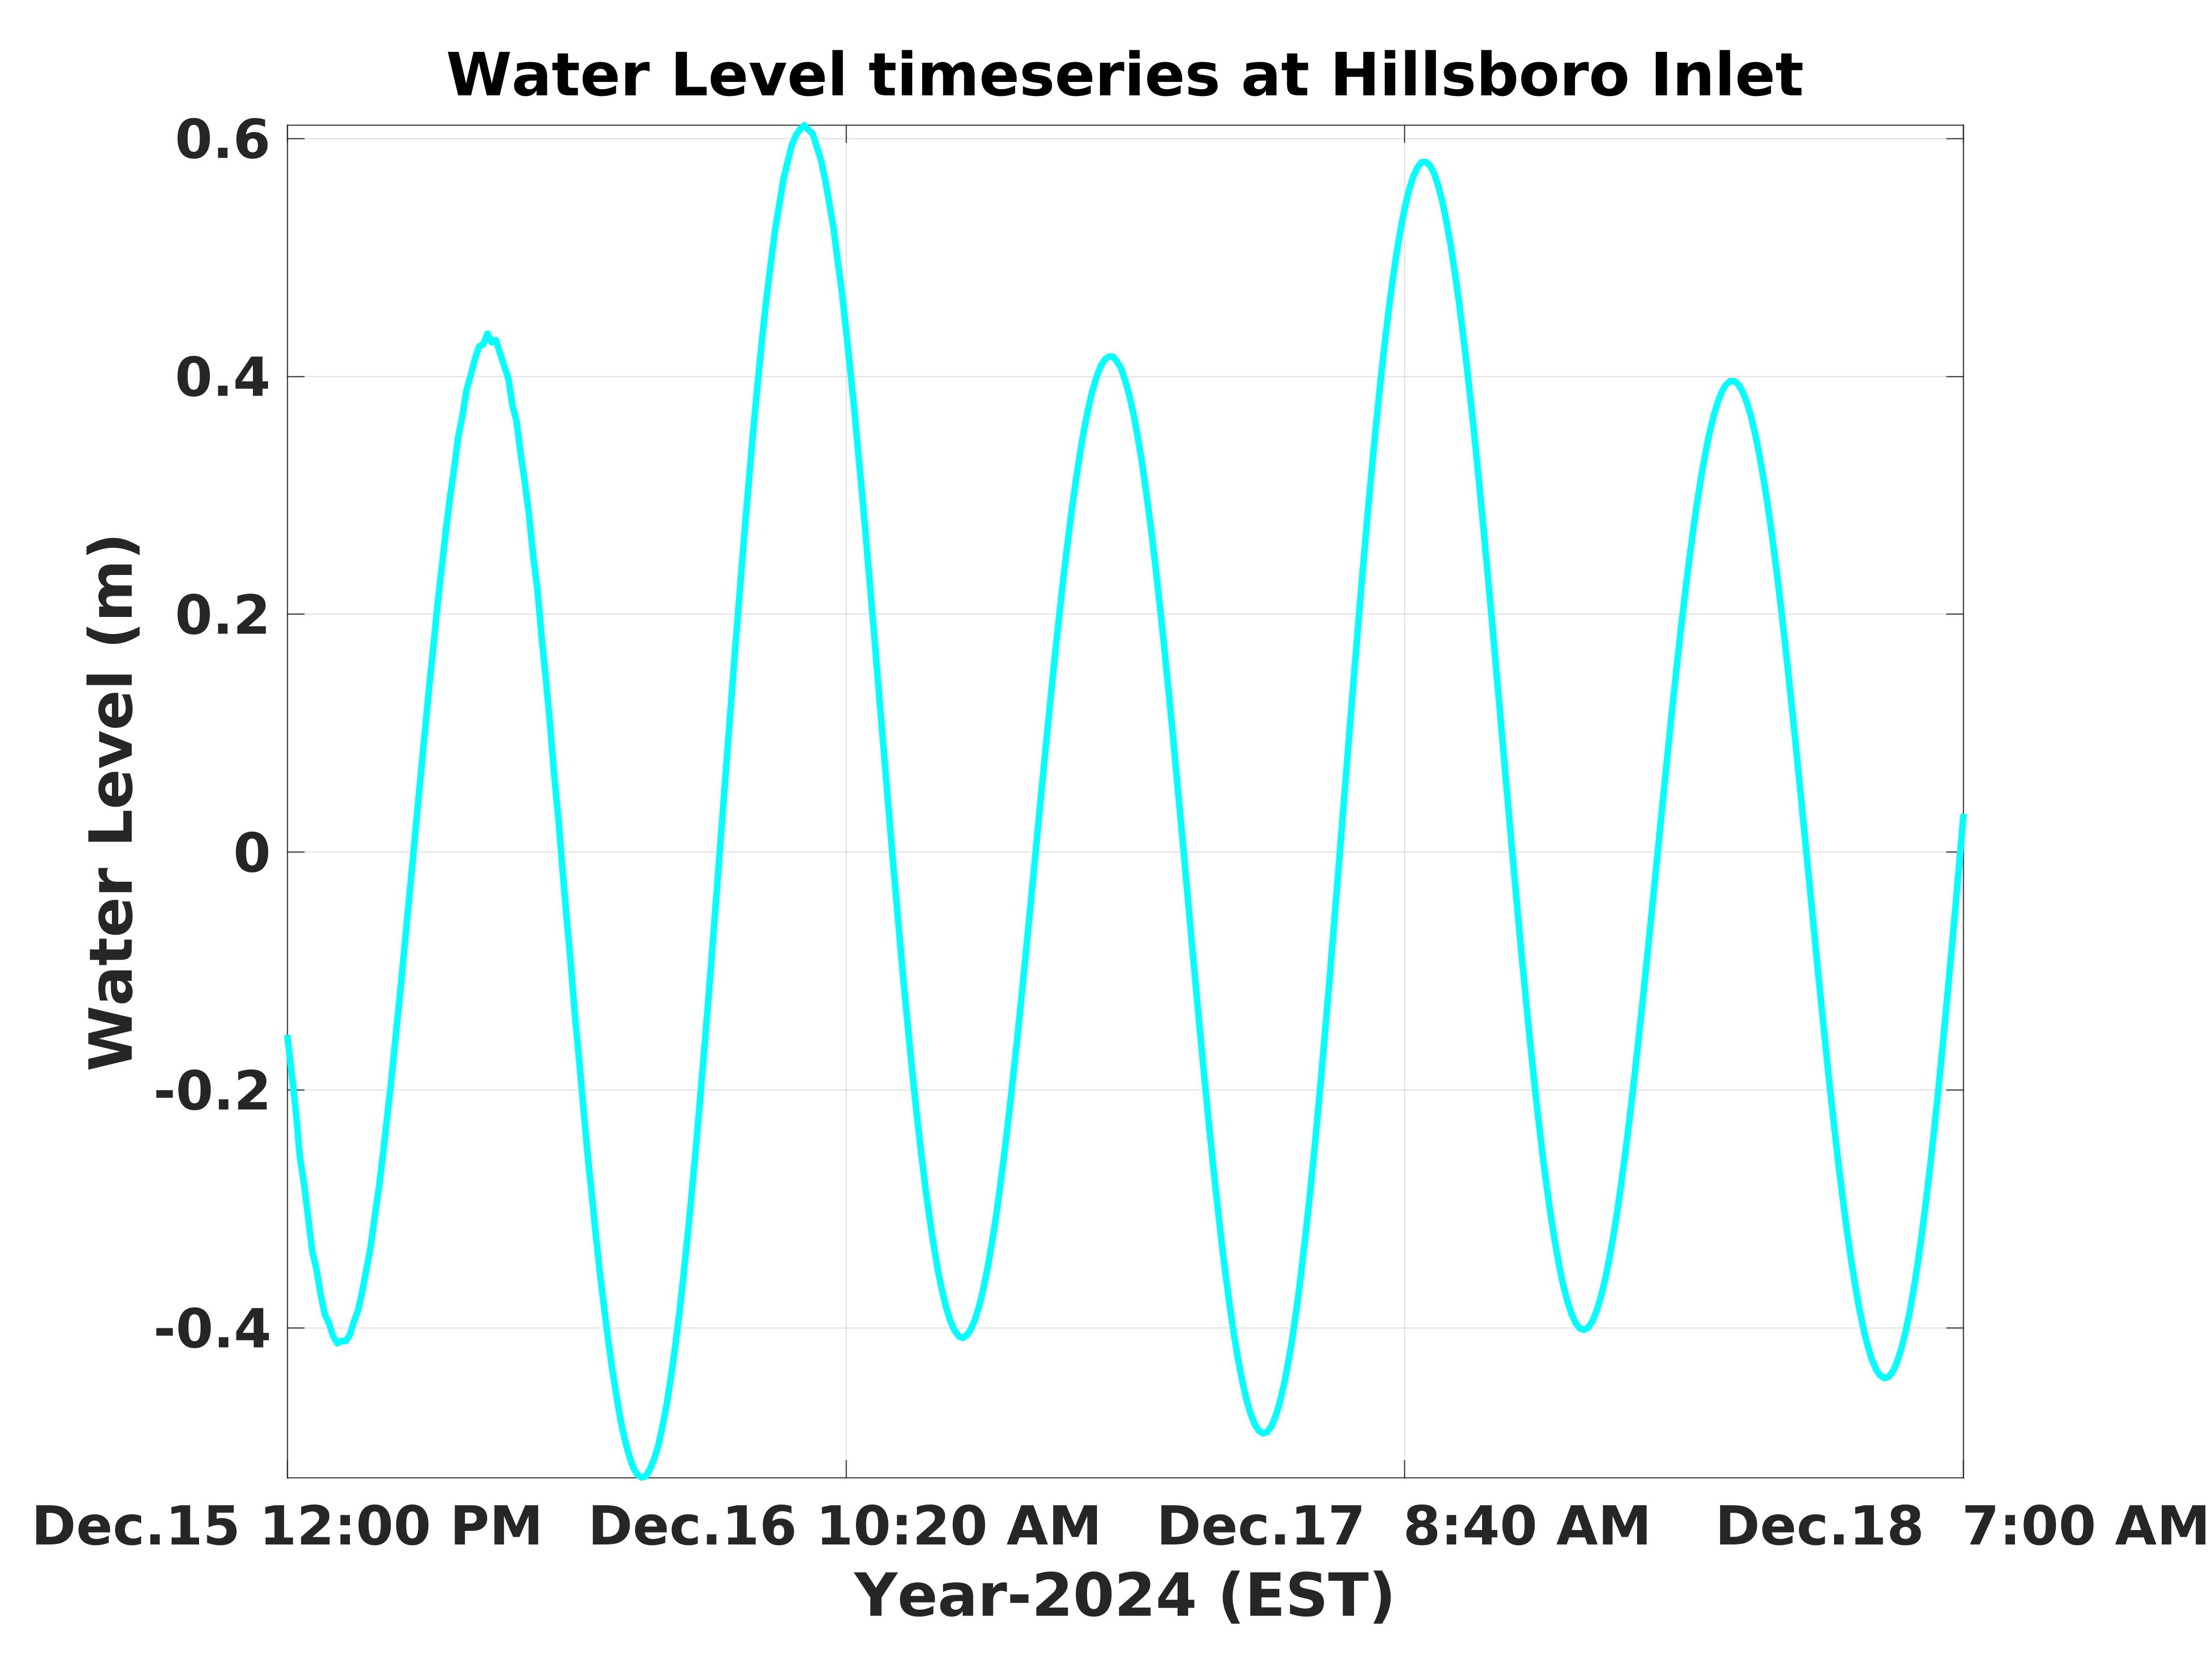 Water Level timeseries at Hillsboro Inlet
0.6
0.4
0.2
0
-0.2
-0.4
Water Level (m)
Dec.15 12:00 PM Dec.16 10:20 AM Dec.17 8:40 AM Dec.18 7:00 AM
Year-2024 (EST)